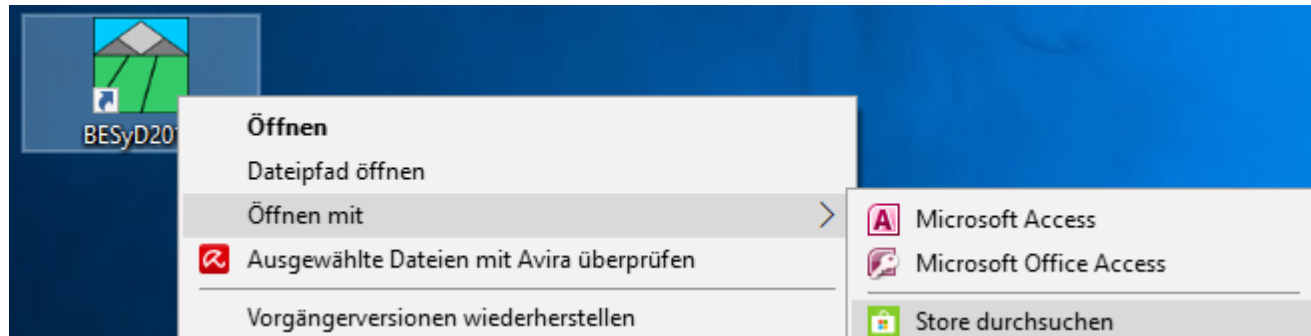 BESyD20
Öffnen
Dateipfad öffnen
Öffnen mit
Microsoft Access
Ausgewählte Dateien mit Avira überprüfen
Microsoft Office Access
Vorgängerversionen wiederherstellen
Store durchsuchen